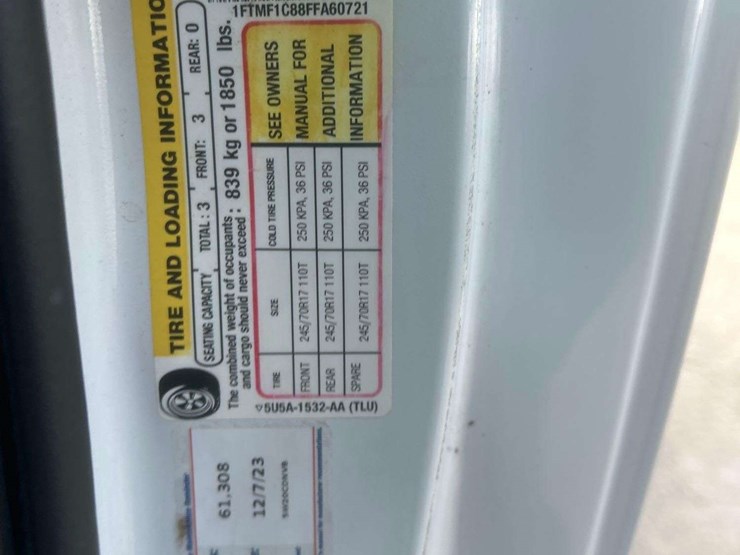 1FTMF1C88FFA60721
TIRE AND LOADING INFORMATIO
SEATING CAPACITY TOTAL: 3 FRONT: 3 REAR: 0
The combined weight of occupants
and cargo should never exceed: 839 kg or 1850 lbs.
TIRE SIZE COLD TIRE PRESSURE
FRONT 245/70R17 110T 250 KPA, 36 PSI
REAR 245/70R17 110T 250 KPA, 36 PSI
SPARE 245/70R17 110T 250 KPA, 36 PSI
SEE OWNERS
MANUAL FOR
ADDITIONAL
INFORMATION
5U5A-1532-AA (TLU)
61,308
12/7/23
5W20CONVB